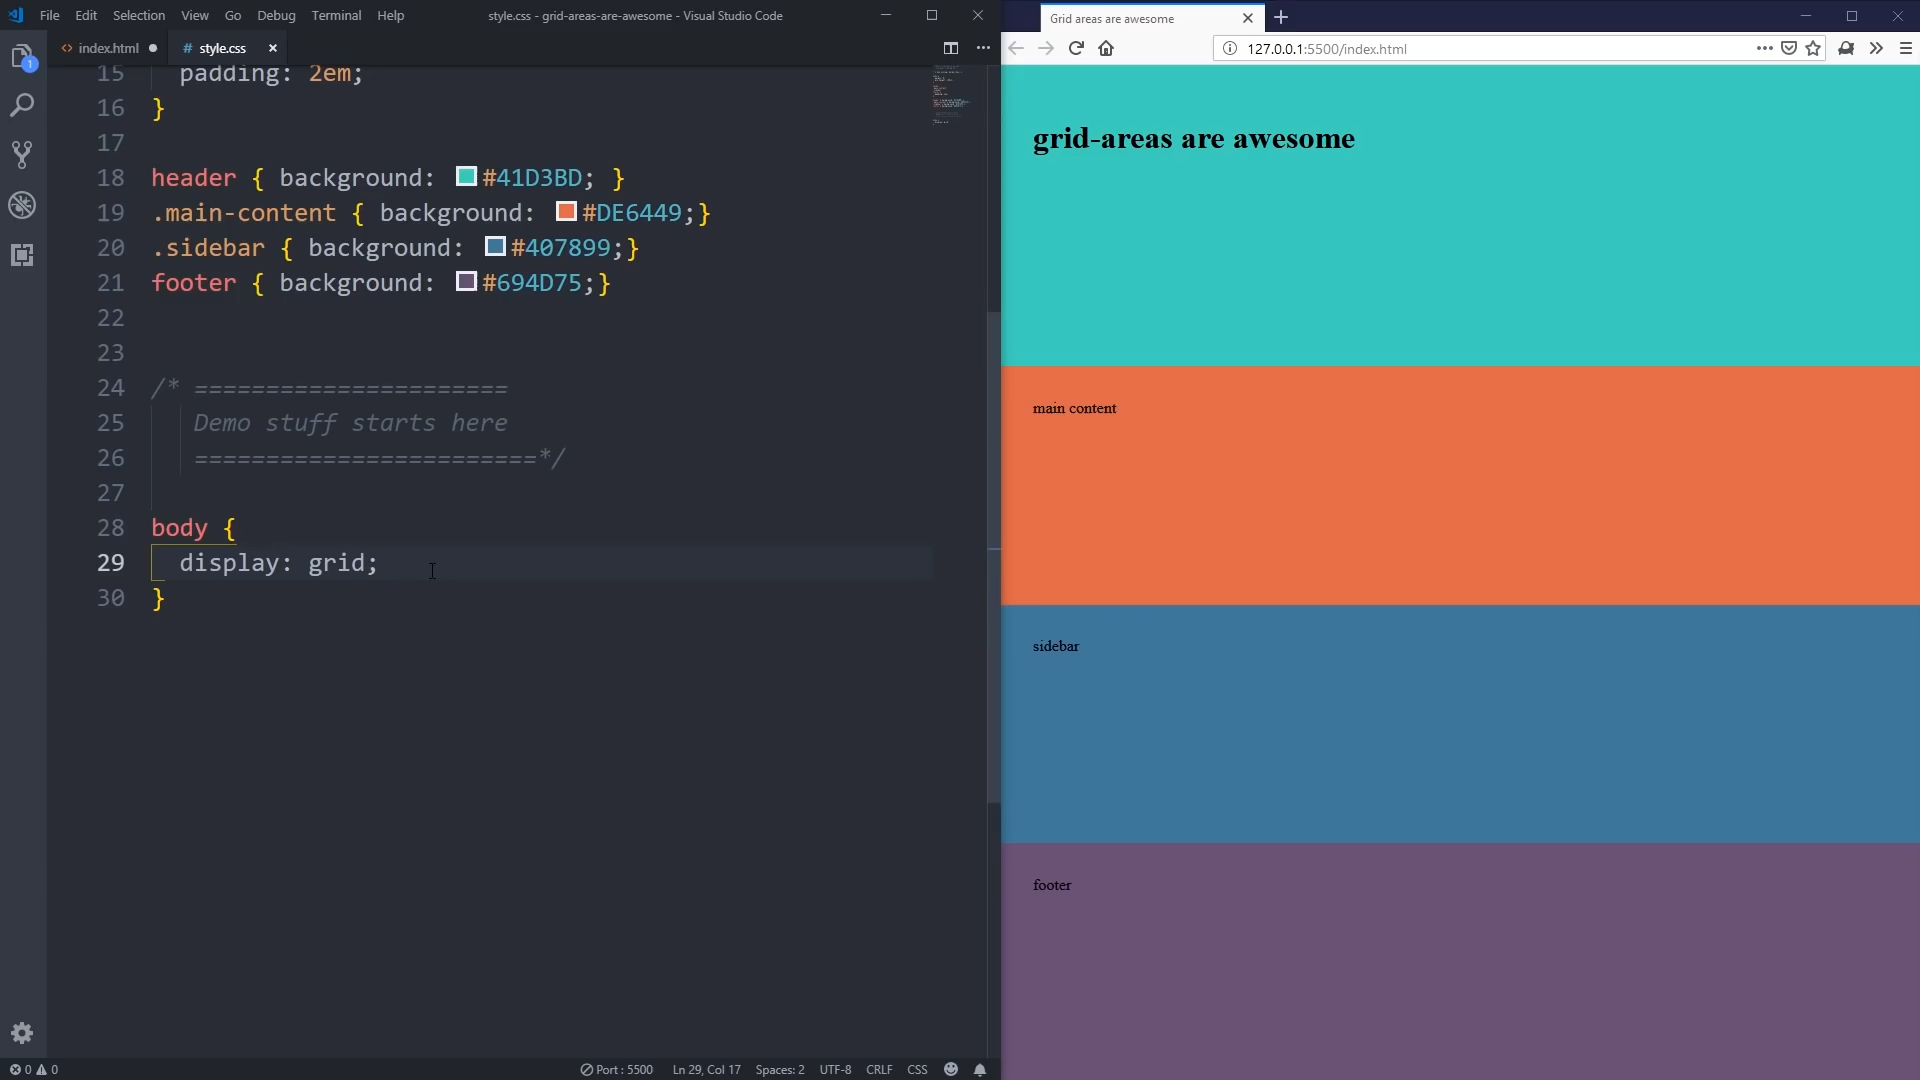 File Edit Selection View Go Debug Terminal Help
style.css - grid-areas-are-awesome - Visual Studio Code
<> index.html
# style.css
15 padding: 2em;
16 }
17
18 header { background: #41D3BD; }
19 .main-content { background: #DE6449;}
20 .sidebar { background: #407899;}
21 footer { background: #694D75;}
22
23
24 /* ======================
25 Demo stuff starts here
26 ========================*/
27
28 body {
29 display: grid;
30 }
1
0 0
Port : 5500 Ln 29, Col 17 Spaces: 2 UTF-8 CRLF CSS
Grid areas are awesome
127.0.0.1:5500/index.html
grid-areas are awesome
main content
sidebar
footer